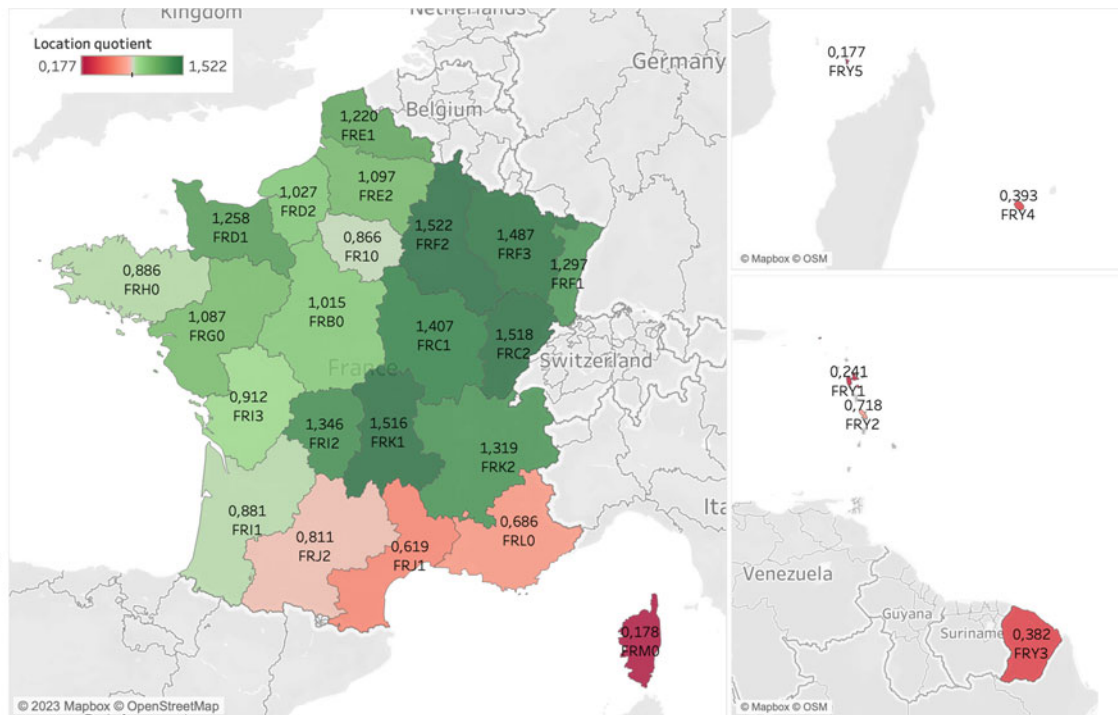 Kingdom
Netherlands
Location quotient
0,177
1,522
Germany
Belgium
1,220
FRE1
1,097
FRE2
1,027
FRD2
1,258
FRD1
0,866
FR10
1,522
FRF2
1,487
FRF3
1,297
FRF1
0,886
FRH0
1,087
FRG0
1,015
FRB0
1,407
FRC1
1,518
FRC2
Switzerland
France
0,912
FRI3
1,346
FRI2
1,516
FRK1
1,319
FRK2
0,881
FRI1
0,811
FRJ2
0,619
FRJ1
0,686
FRL0
Ita
0,178
FRM0
© 2023 Mapbox © OpenStreetMap
0,177
FRY5
0,393
FRY4
© Mapbox © OSM
0,241
FRY1
0,718
FRY2
Venezuela
Guyana
Suriname
0,382
FRY3
© Mapbox © OSM